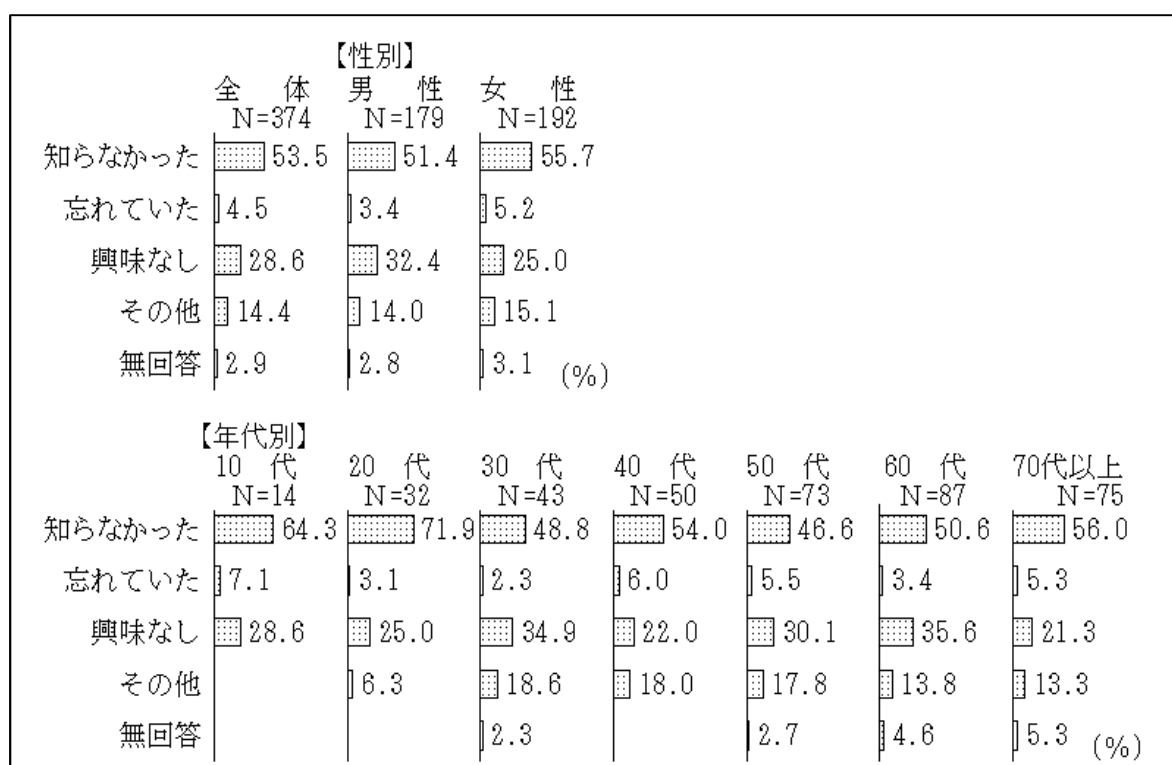 【性別】
全 体 男 性 女 性
N=374 N=179 N=192
知らなかった 53.5 51.4 55.7
忘れていた 4.5 3.4 5.2
興味なし 28.6 32.4 25.0
その他 14.4 14.0 15.1
無回答 2.9 2.8 3.1 (%)
【年代別】
10 代 20 代 30 代 40 代 50 代 60 代 70代以上
N=14 N=32 N=43 N=50 N=73 N=87 N=75
知らなかった 64.3 71.9 48.8 54.0 46.6 50.6 56.0
忘れていた 7.1 3.1 2.3 6.0 5.5 3.4 5.3
興味なし 28.6 25.0 34.9 22.0 30.1 35.6 21.3
その他 6.3 18.6 18.0 17.8 13.8 13.3
無回答 2.3 2.7 4.6 5.3 (%)